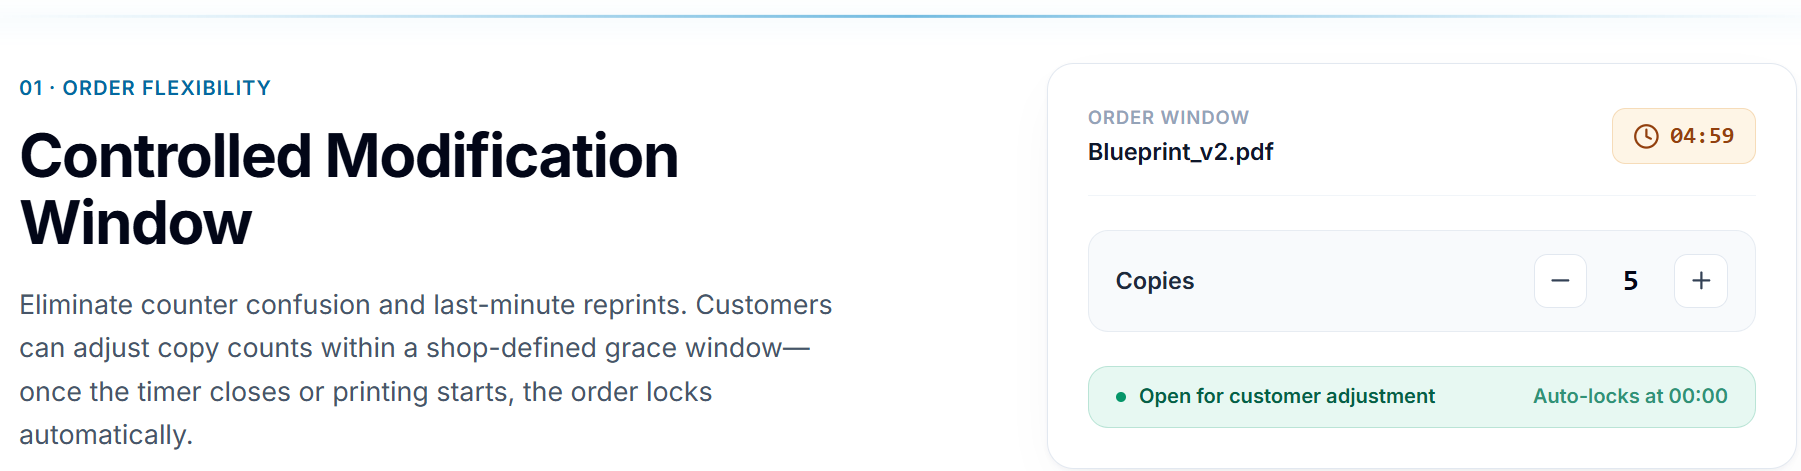 01 · ORDER FLEXIBILITY
Controlled Modification
Window
Eliminate counter confusion and last-minute reprints. Customers
can adjust copy counts within a shop-defined grace window—
once the timer closes or printing starts, the order locks
automatically.
ORDER WINDOW
Blueprint_v2.pdf
04:59
Copies
− 5 +
Open for customer adjustment
Auto-locks at 00:00